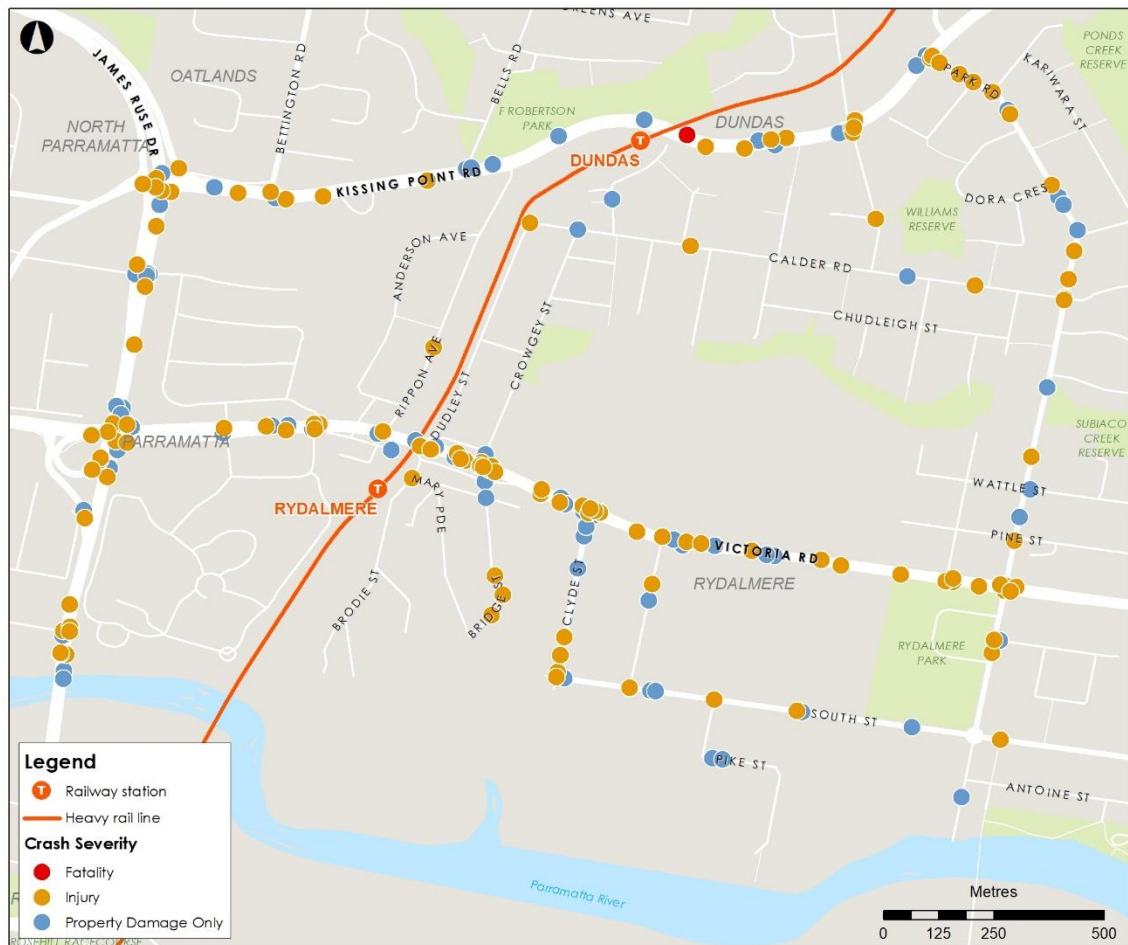 GREENS AVE
PONDS
CREEK
RESERVE
OATLANDS
BETTINGTON RD
BELLS RD
JAMES RUSE DR
KARIWARA ST
PARK RD
F ROBERTSON
PARK
NORTH
PARRAMATTA
DUNDAS
T
DUNDAS
KISSING POINT RD
DORA CRES
WILLIAMS
RESERVE
ANDERSON AVE
CALDER RD
CHUDLEIGH ST
CROWGEY ST
RIPPON AVE
DUDLEY ST
PARRAMATTA
SUBIACO
CREEK
RESERVE
MARY PDE
WATTLE ST
T
RYDALMERE
PINE ST
VICTORIA RD
RYDALMERE
CLYDE ST
BRIDGE ST
BRODIE ST
RYDALMERE
PARK
SOUTH ST
PIKE ST
ANTOINE ST
Parramatta River
Legend
T Railway station
Heavy rail line
Crash Severity
Fatality
Injury
Property Damage Only
Metres
0 125 250 500
ROSEHILL RACECOURSE